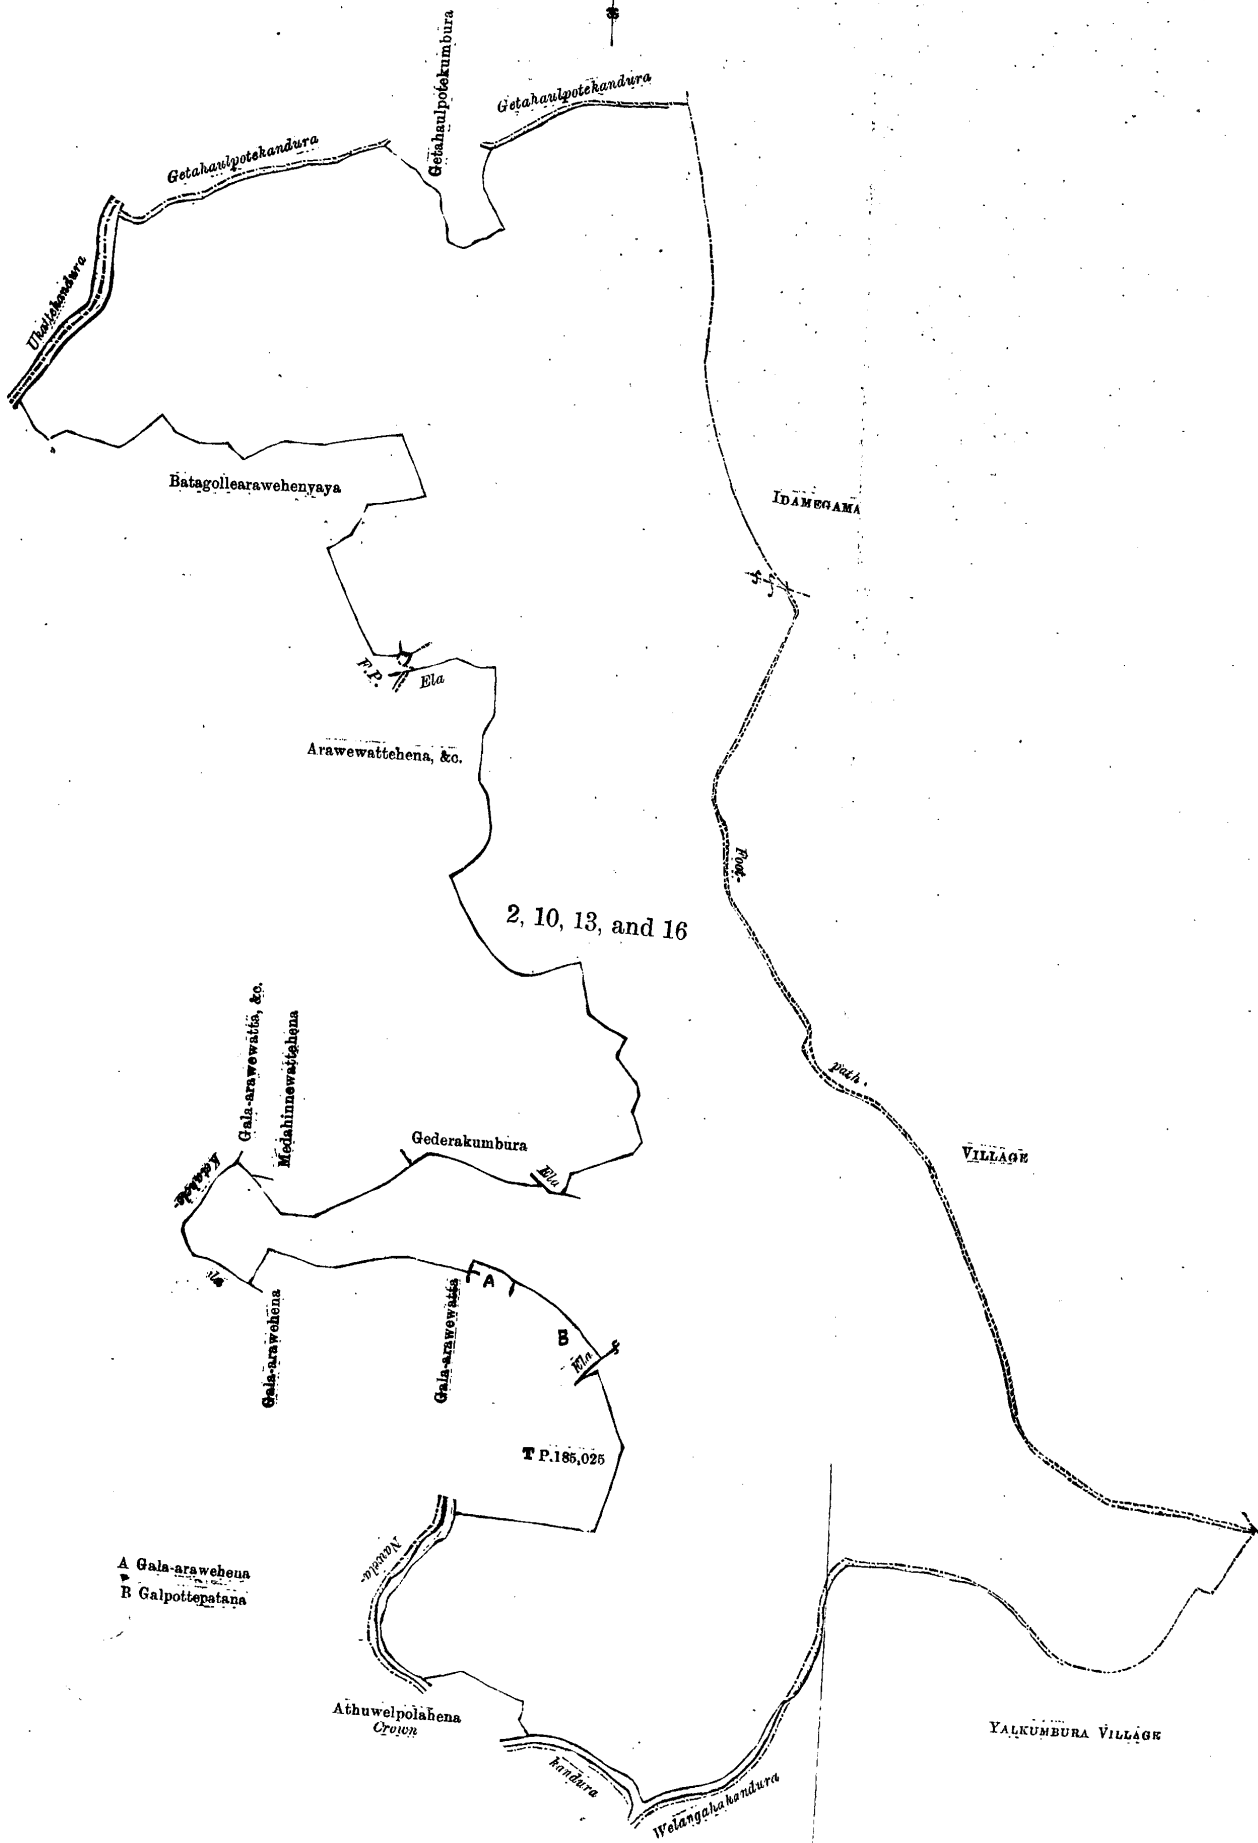 Getahaulpotekumbura
Getahaulpotekandura
Getahaulpotekandura
Batagollearawehenyaya
IDAMEGAMA
F.P.
Ela
Arawewattehena, &c.
Foot-
2, 10, 13, and 16
Gala-arawewatta, &c.
Medahinnewattehena
path.
Gederakumbura
VILLAGE
Ela
A
Gala-arawehena
Gala-arawewatta
B
Ela
T P.185,025
Nawela-
A Gala-arawehena
B Galpottepatana
Athuwelpolahena
Crown
YALKUMBURA VILLAGE
kandura
Welangahakandura